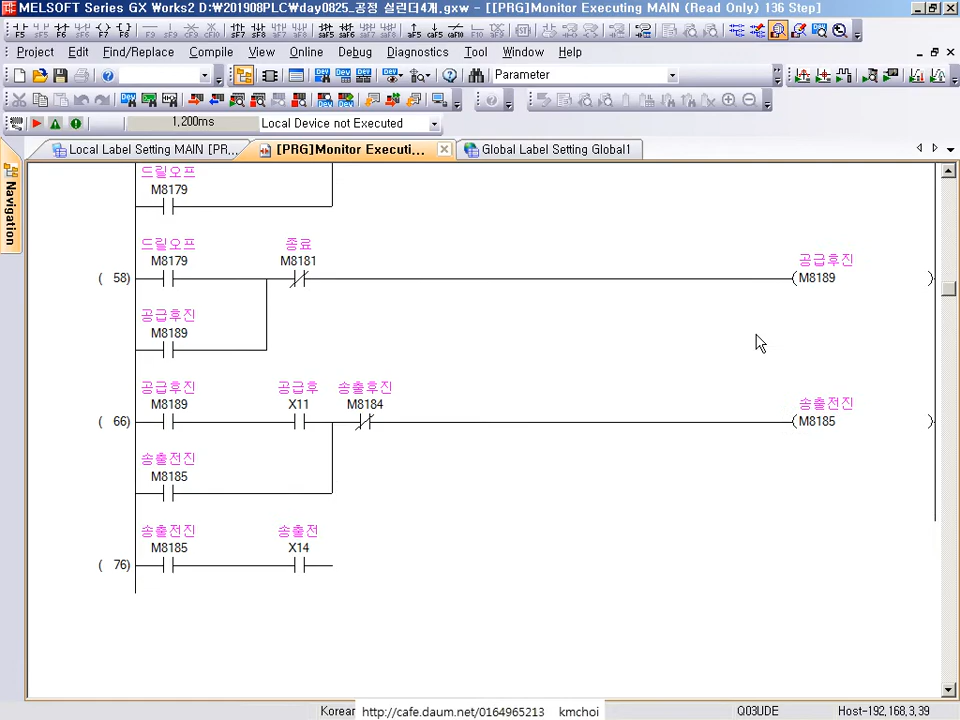 MELSOFT Series GX Works2 D:₩201908PLC₩day0825_공정 실린더4개.gxw - [[PRG]Monitor Executing MAIN (Read Only) 136 Step]
Project Edit Find/Replace Compile View Online Debug Diagnostics Tool Window Help
Parameter
1,200ms Local Device not Executed
Local Label Setting MAIN [PR... [PRG]Monitor Executi... Global Label Setting Global1
Navigation
드릴오프
M8179
드릴오프 종료 공급후진
M8179 M8181
( 58) M8189
공급후진
M8189
공급후진 공급후 송출후진 송출전진
M8189 X11 M8184
( 66) M8185
송출전진
M8185
송출전진 송출전
M8185 X14
( 76)
Korean http://cafe.daum.net/0164965213 kmchoi Q03UDE Host-192,168,3,39